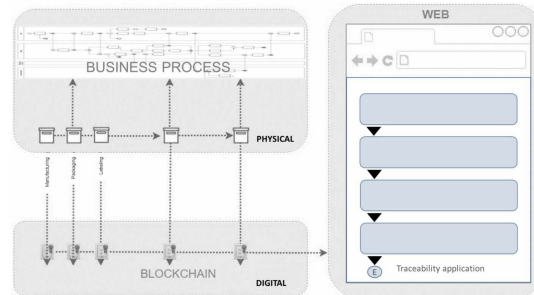 WEB
BUSINESS PROCESS
PHYSICAL
Manufacturing
Packaging
Labeling
BLOCKCHAIN
DIGITAL
E
Traceability application